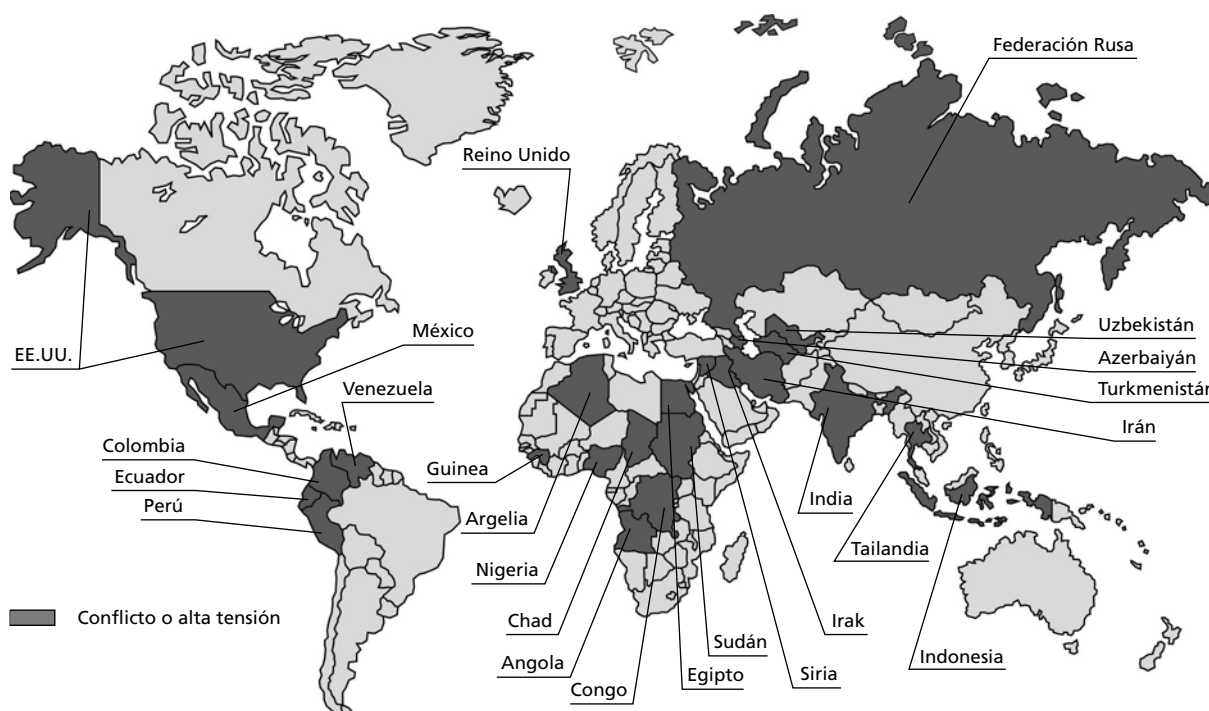 Federación Rusa
Reino Unido
EE.UU.
México
Venezuela
Colombia
Ecuador
Perú
Guinea
Argelia
Nigeria
Chad
Angola
Congo
Egipto
Sudán
Siria
Irak
India
Tailandia
Indonesia
Uzbekistán
Azerbaiyán
Turkmenistán
Irán
Conflicto o alta tensión